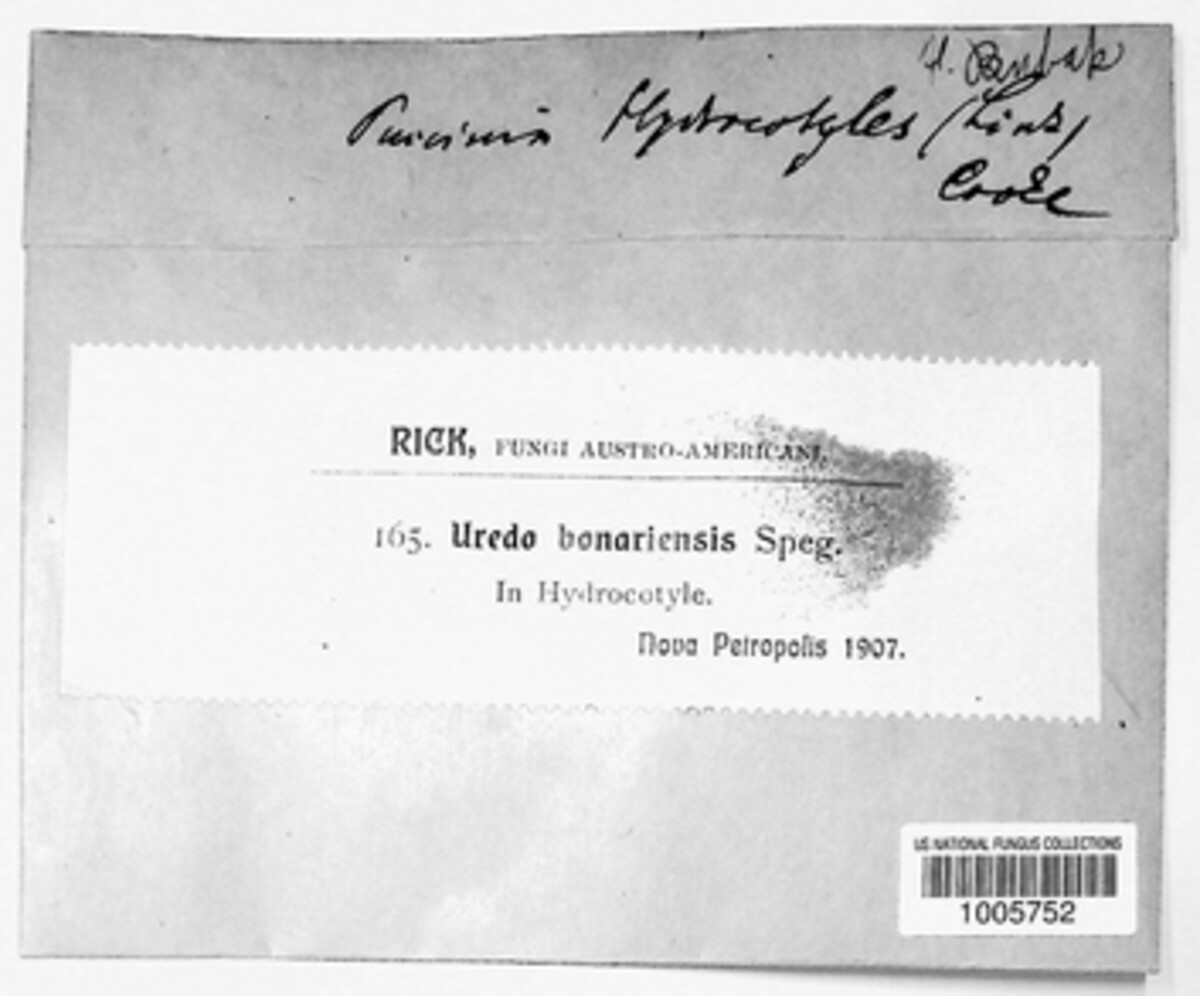 H. Bubak
Puccinia Hydrocotyles (Link)
Cooke
RICK, FUNGI AUSTRO-AMERICANI.
165. Uredo bonariensis Speg.
In Hydrocotyle.
Nova Petropolis 1907.
US NATIONAL FUNGUS COLLECTIONS
1005752